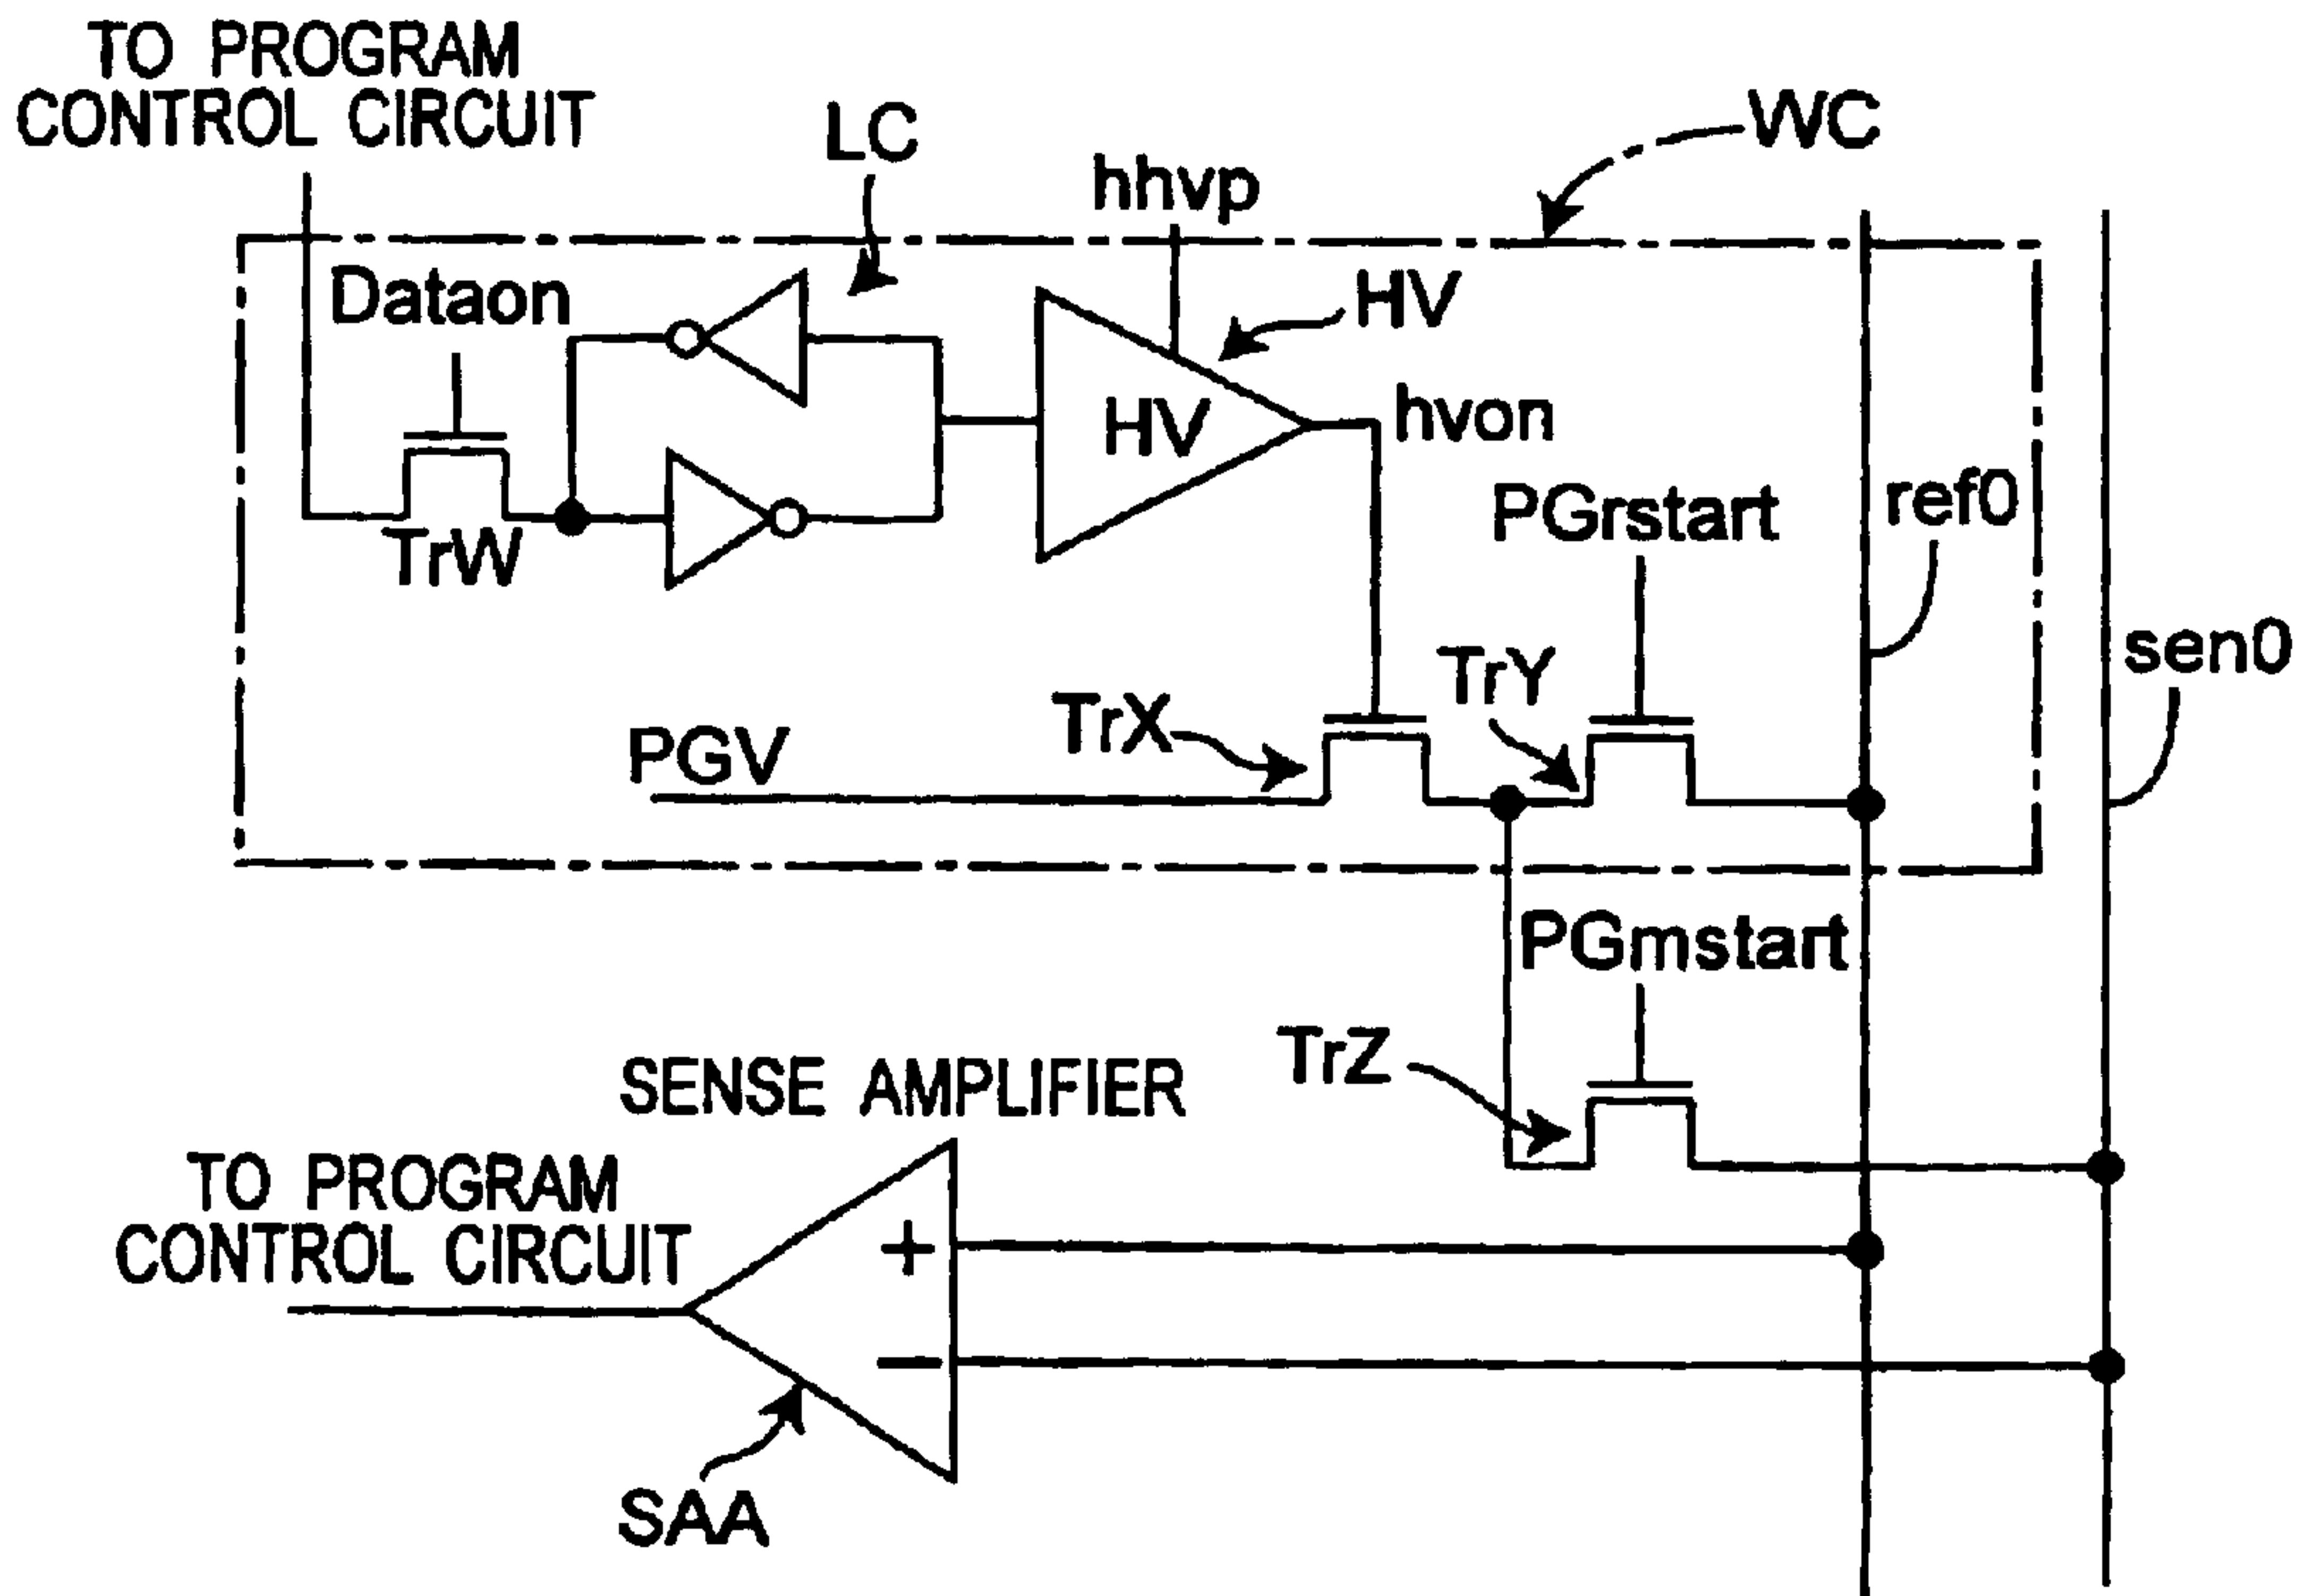 TO PROGRAM
CONTROL CIRCUIT
LC
WC
hhvp
Dataon
HV
HV
hvon
PGrstart
ref0
TrW
sen0
TrY
TrX
PGV
PGmstart
TrZ
SENSE AMPLIFIER
TO PROGRAM
CONTROL CIRCUIT
+
−
SAA